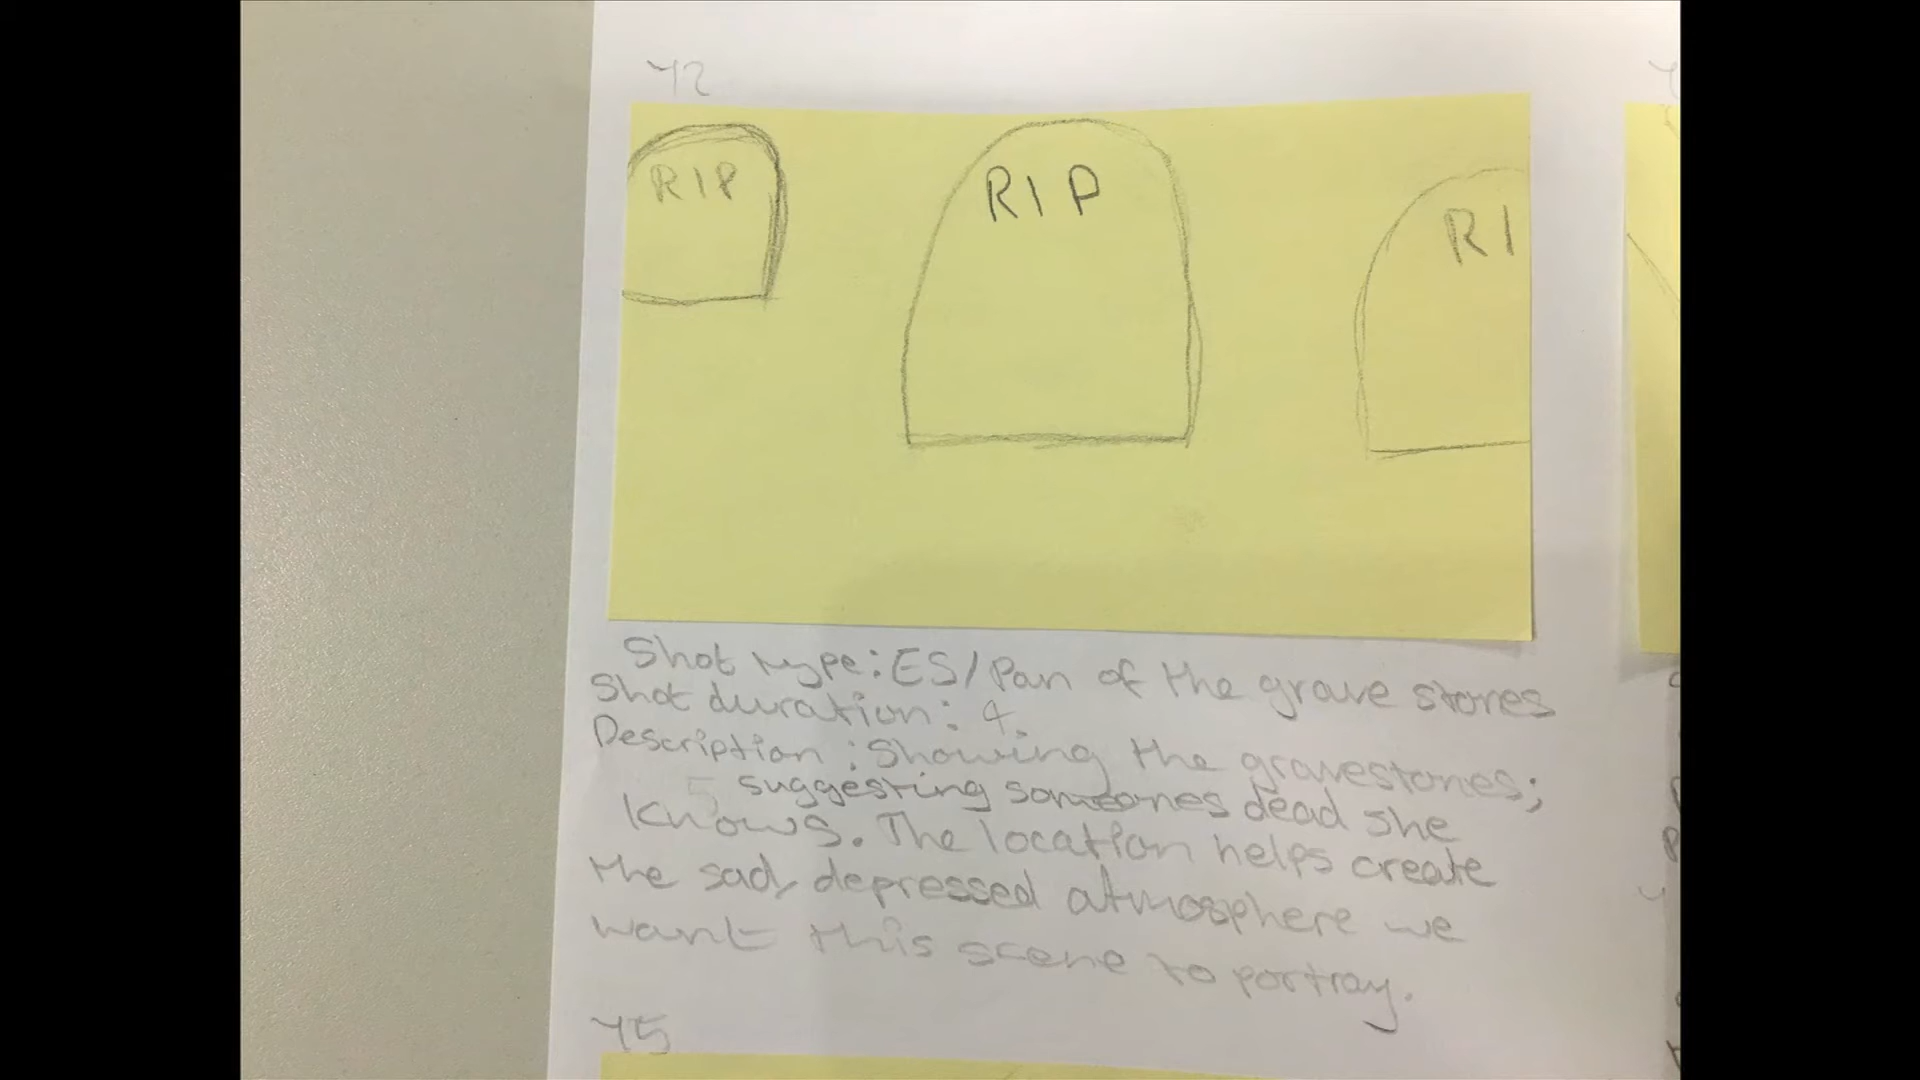 42
RIP
RIP
RI
Shot type: ES/Pan of the grave stones
Shot duration: 4.
Description: Showing the gravestones;
suggesting someones dead she
knows. The location helps create
the sad, depressed atmosphere we
want this scene to portray.
45